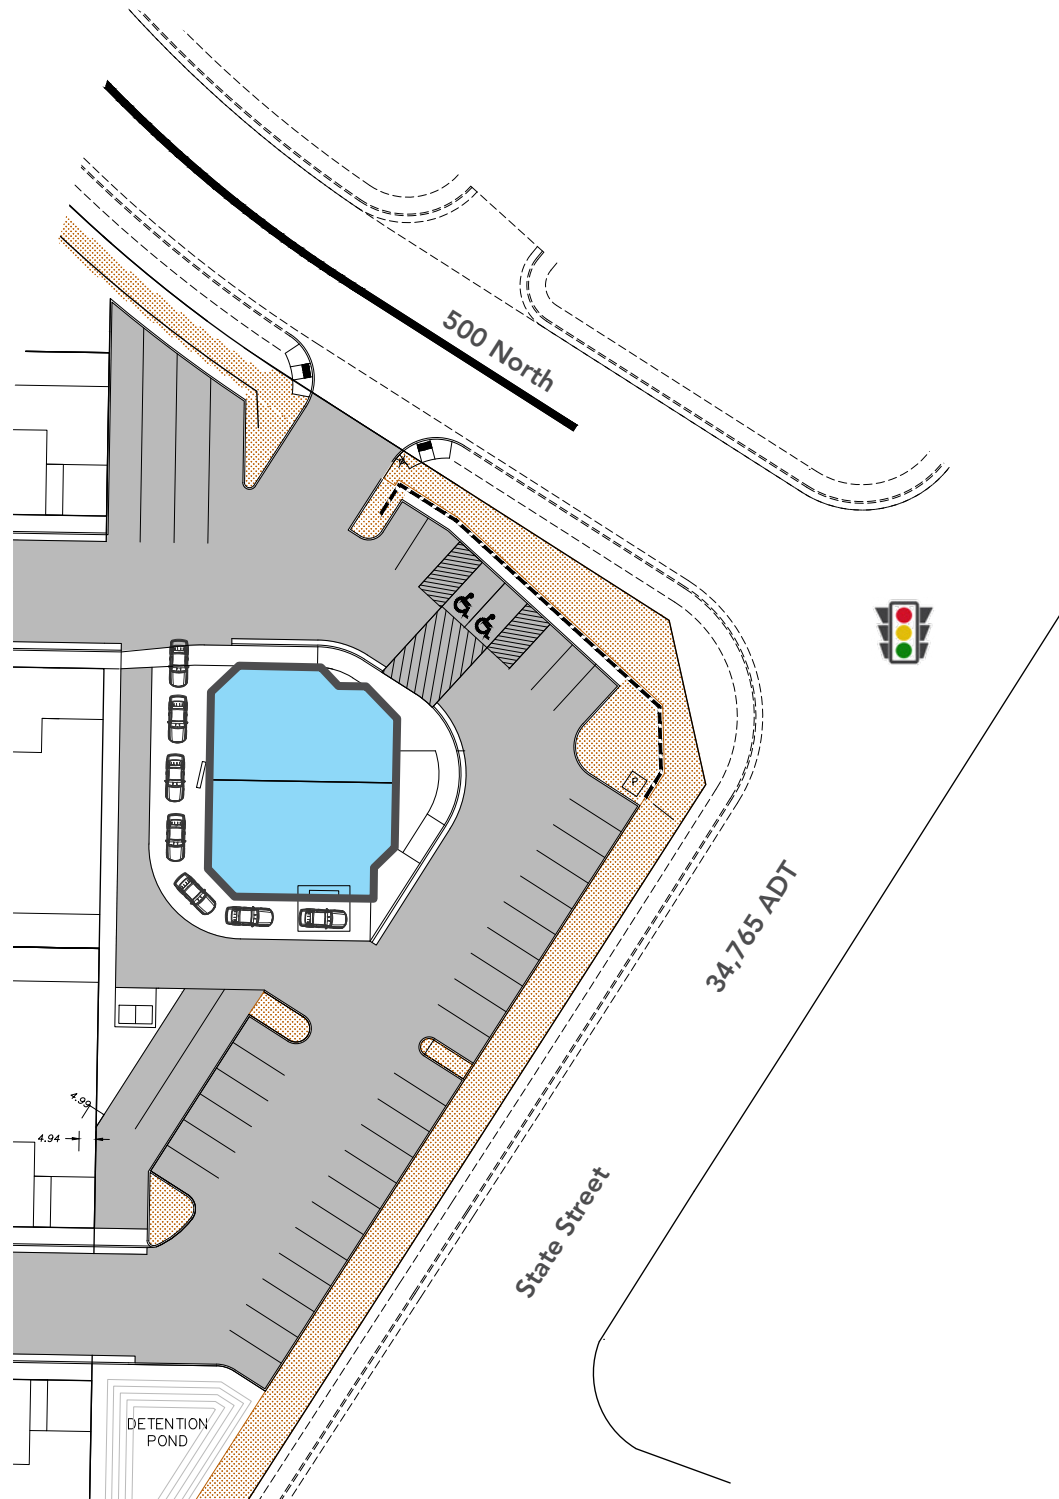 500 North
34,765 ADT
State Street
4.99
4.94
DETENTION
POND